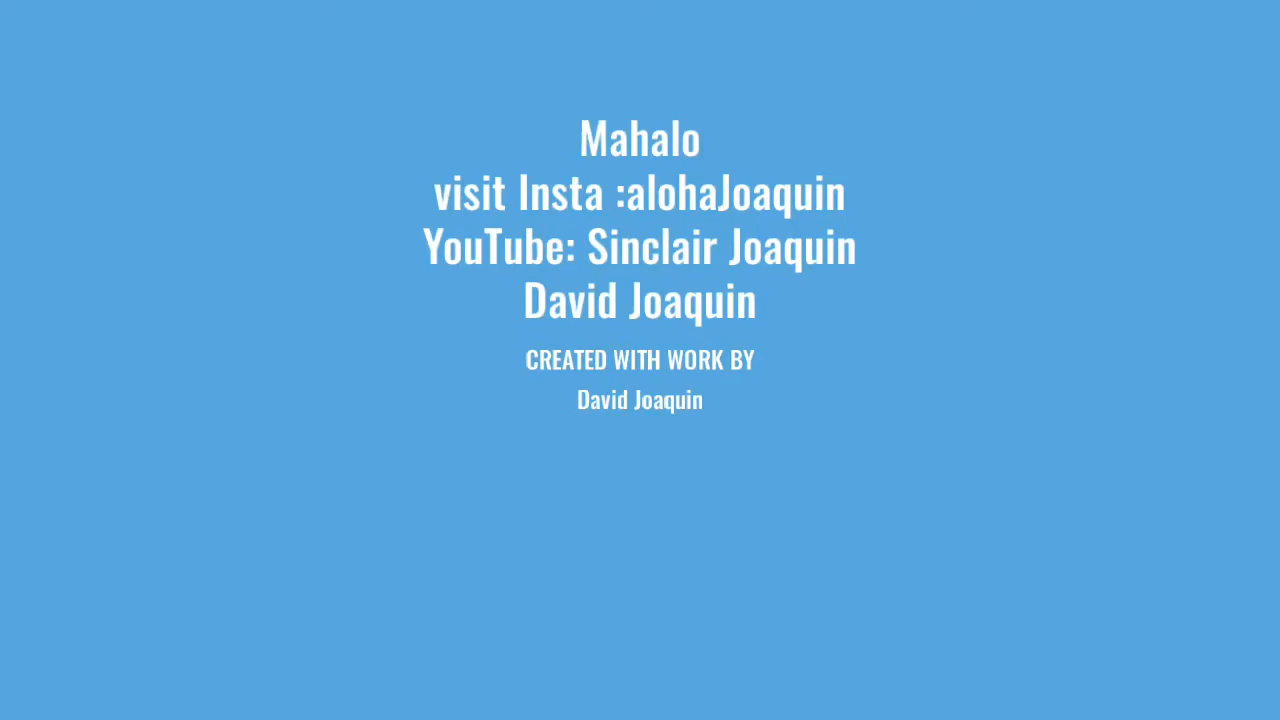 Mahalo
visit Insta :alohaJoaquin
YouTube: Sinclair Joaquin
David Joaquin
CREATED WITH WORK BY
David Joaquin